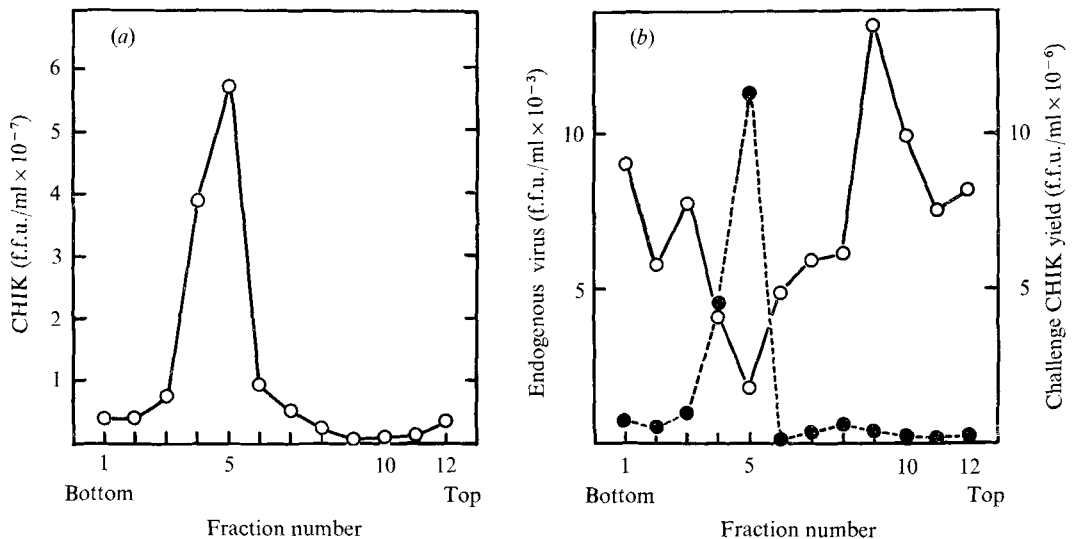 (a)
CHIK (f.f.u./ml × 10⁻⁷)
6
5
4
3
2
1
1
5
10
12
Bottom
Top
Fraction number
(b)
Endogenous virus (f.f.u./ml × 10⁻³)
10
5
Challenge CHIK yield (f.f.u./ml × 10⁻⁶)
10
5
1
5
10
12
Bottom
Top
Fraction number